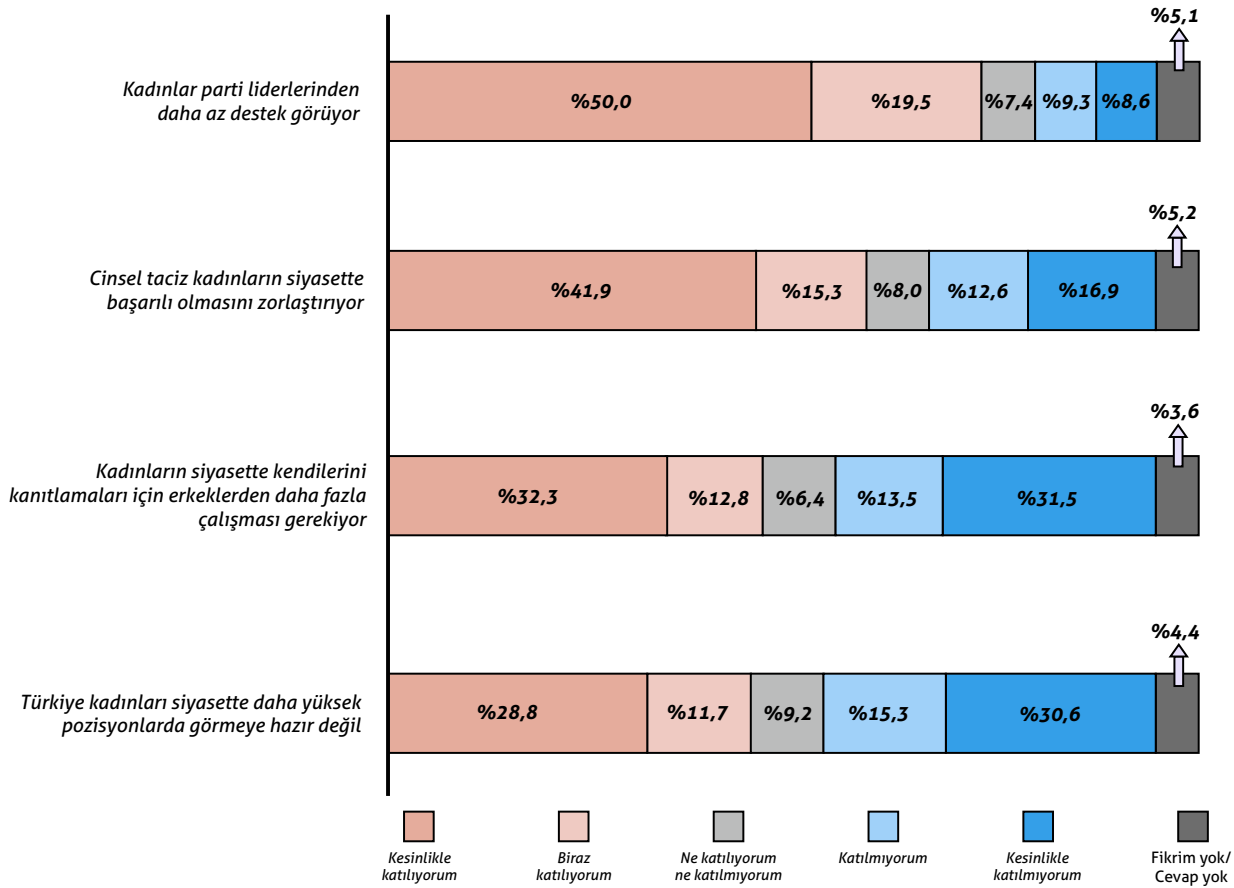 %5,1
Kadınlar parti liderlerinden
daha az destek görüyor
%50,0 %19,5 %7,4 %9,3 %8,6
%5,2
Cinsel taciz kadınların siyasette
başarılı olmasını zorlaştırıyor
%41,9 %15,3 %8,0 %12,6 %16,9
%3,6
Kadınların siyasette kendilerini
kanıtlamaları için erkeklerden daha fazla
çalışması gerekiyor
%32,3 %12,8 %6,4 %13,5 %31,5
%4,4
Türkiye kadınları siyasette daha yüksek
pozisyonlarda görmeye hazır değil
%28,8 %11,7 %9,2 %15,3 %30,6
Kesinlikle
katılıyorum
Biraz
katılıyorum
Ne katılıyorum
ne katılmıyorum
Katılmıyorum
Kesinlikle
katılmıyorum
Fikrim yok/
Cevap yok